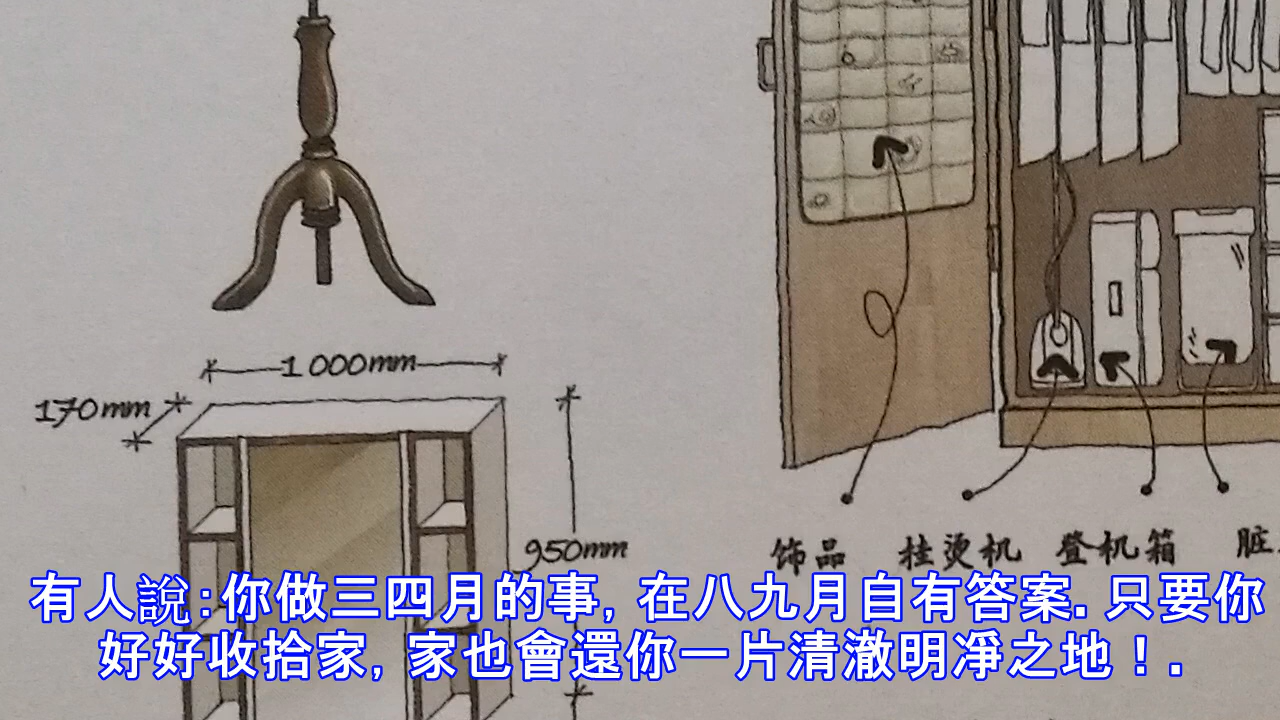 1000mm
170mm
950mm
饰品 挂烫机 登机箱 脏
有人說:你做三四月的事,在八九月自有答案.只要你
好好收拾家,家也會還你一片清澈明凈之地!.